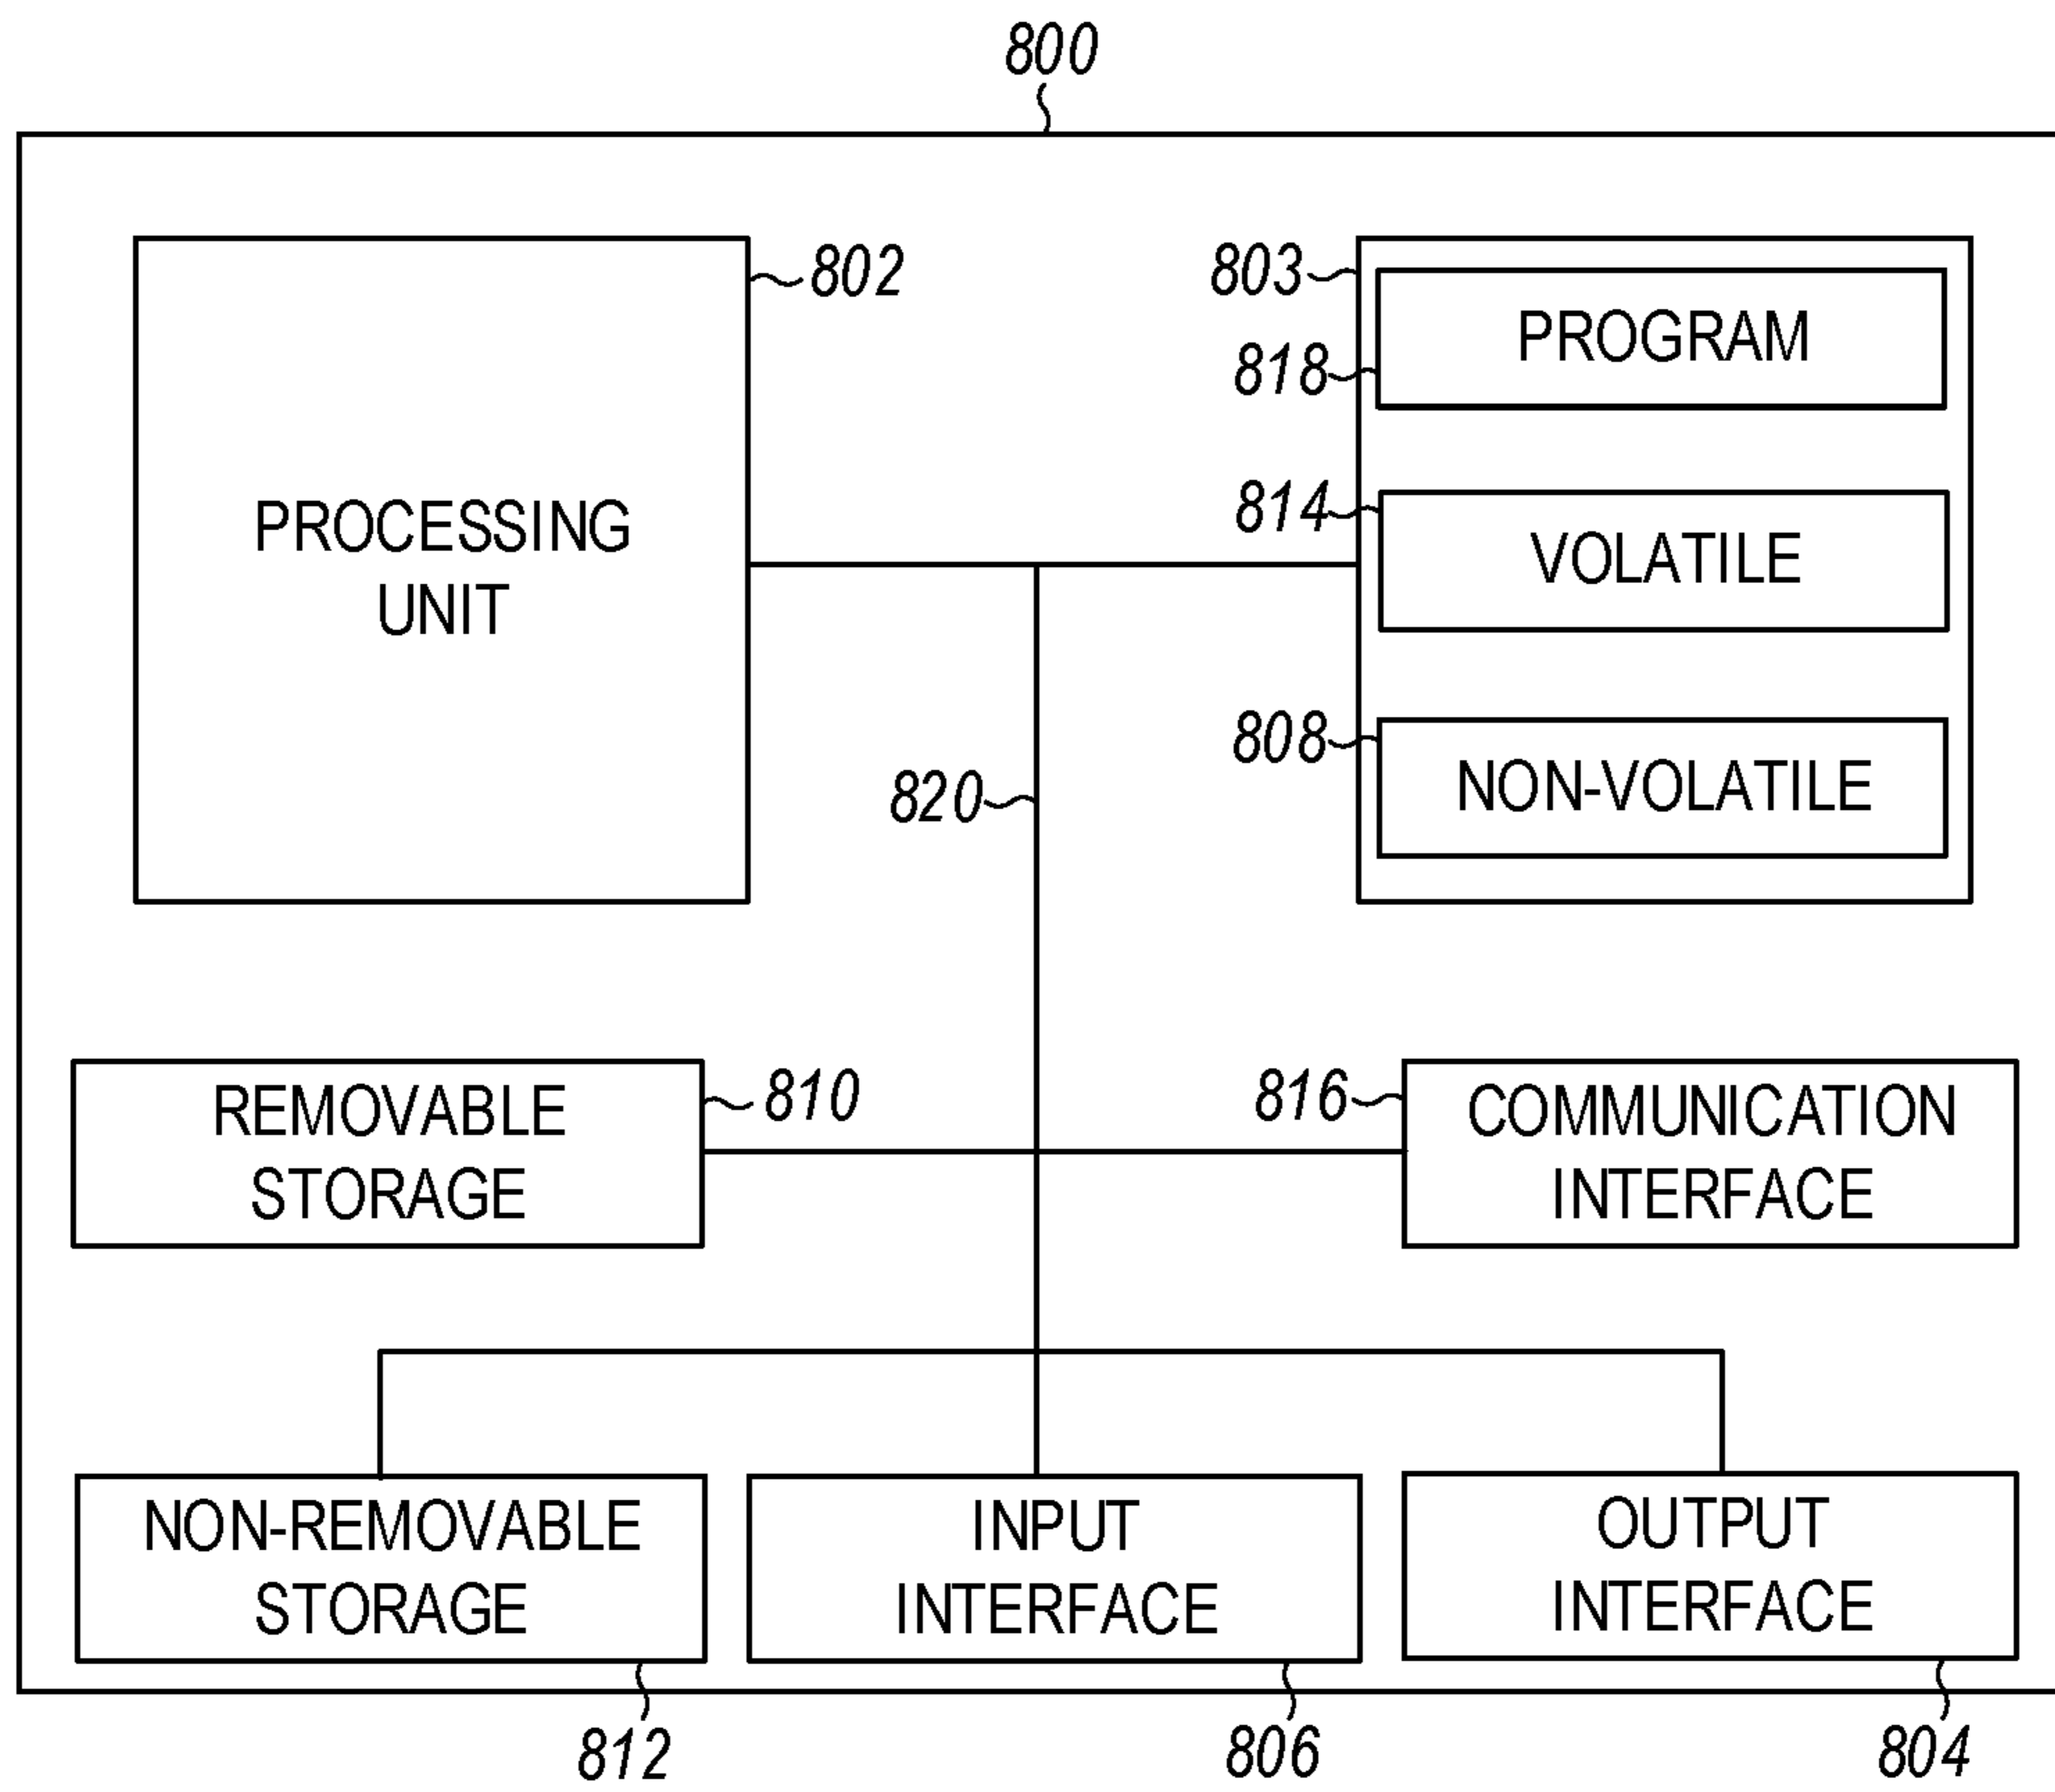 800
802
803
PROGRAM
818
814
VOLATILE
PROCESSING
UNIT
808
NON-VOLATILE
820
REMOVABLE
STORAGE
810
816
COMMUNICATION
INTERFACE
NON-REMOVABLE
STORAGE
INPUT
INTERFACE
OUTPUT
INTERFACE
812
806
804